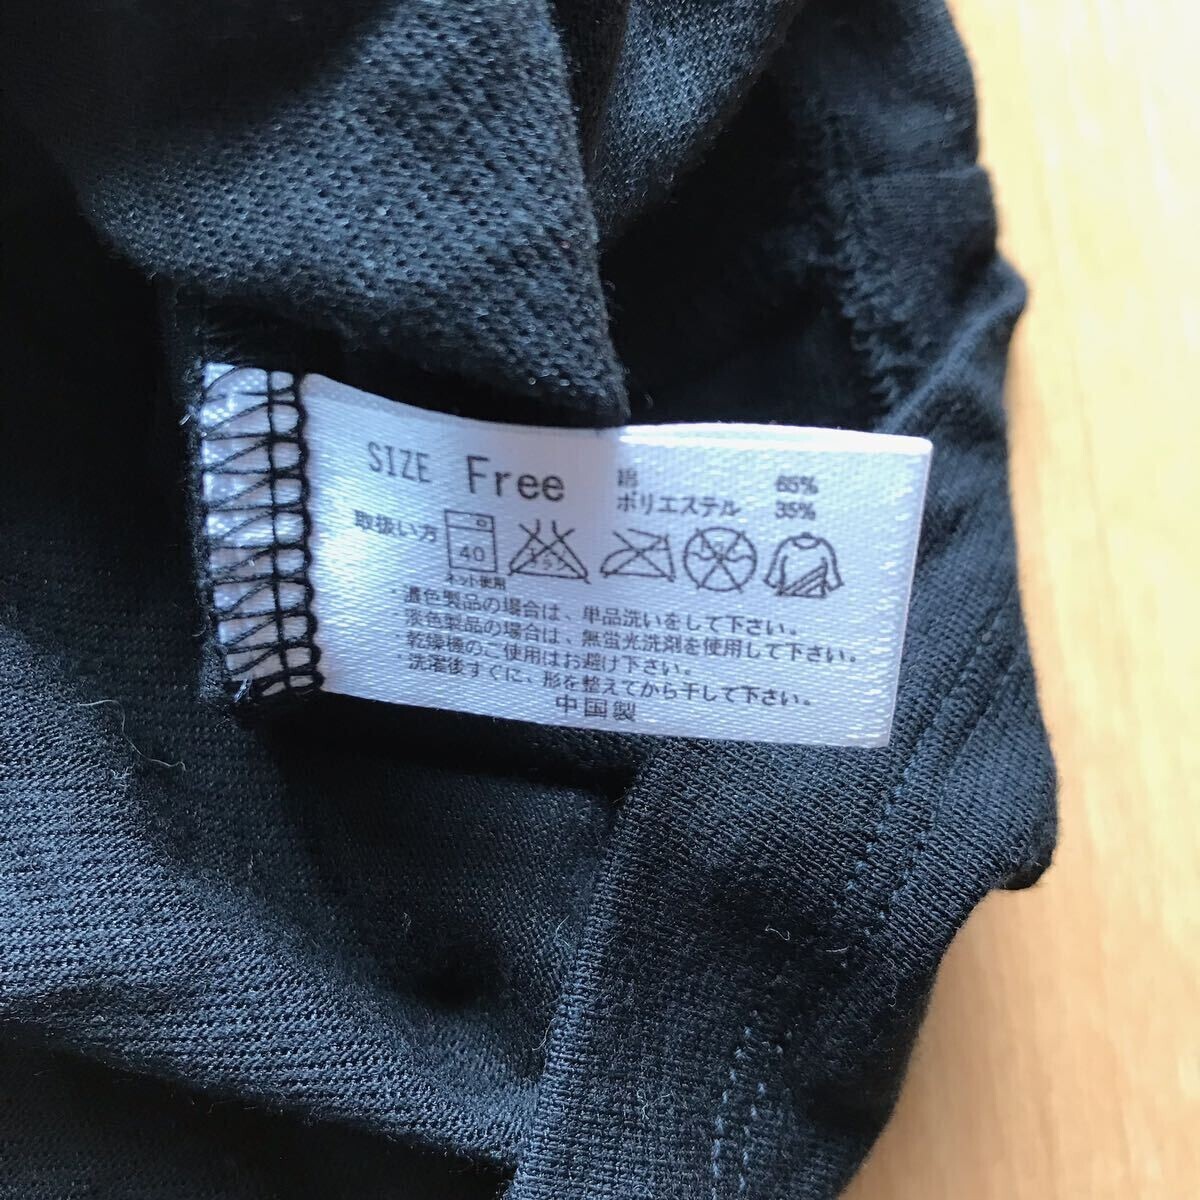 SIZE Free
綿 65%
ポリエステル 35%
取扱い方
40
ネット使用
・濃色製品の場合は、単品洗いをして下さい。
・淡色製品の場合は、無蛍光洗剤を使用して下さい。
・乾燥機のご使用はお避け下さい。
・洗濯後すぐに、形を整えてから干して下さい。
中国製